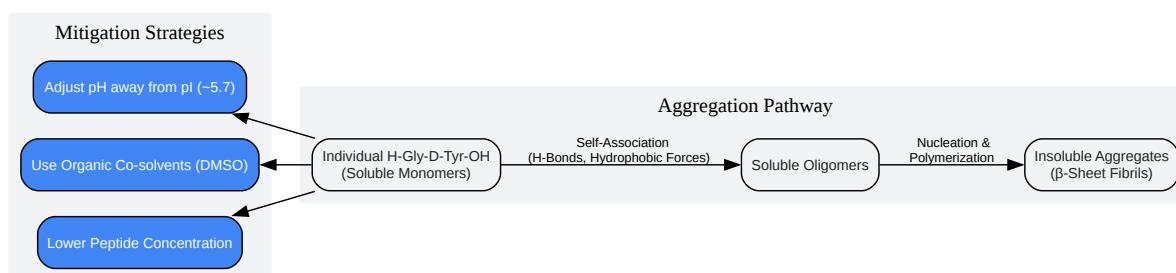 Mitigation Strategies
Adjust pH away from pI (~5.7)
Use Organic Co-solvents (DMSO)
Lower Peptide Concentration
Aggregation Pathway
Individual H-Gly-D-Tyr-OH
(Soluble Monomers)
Self-Association
(H-Bonds, Hydrophobic Forces)
Soluble Oligomers
Nucleation &
Polymerization
Insoluble Aggregates
(β-Sheet Fibrils)